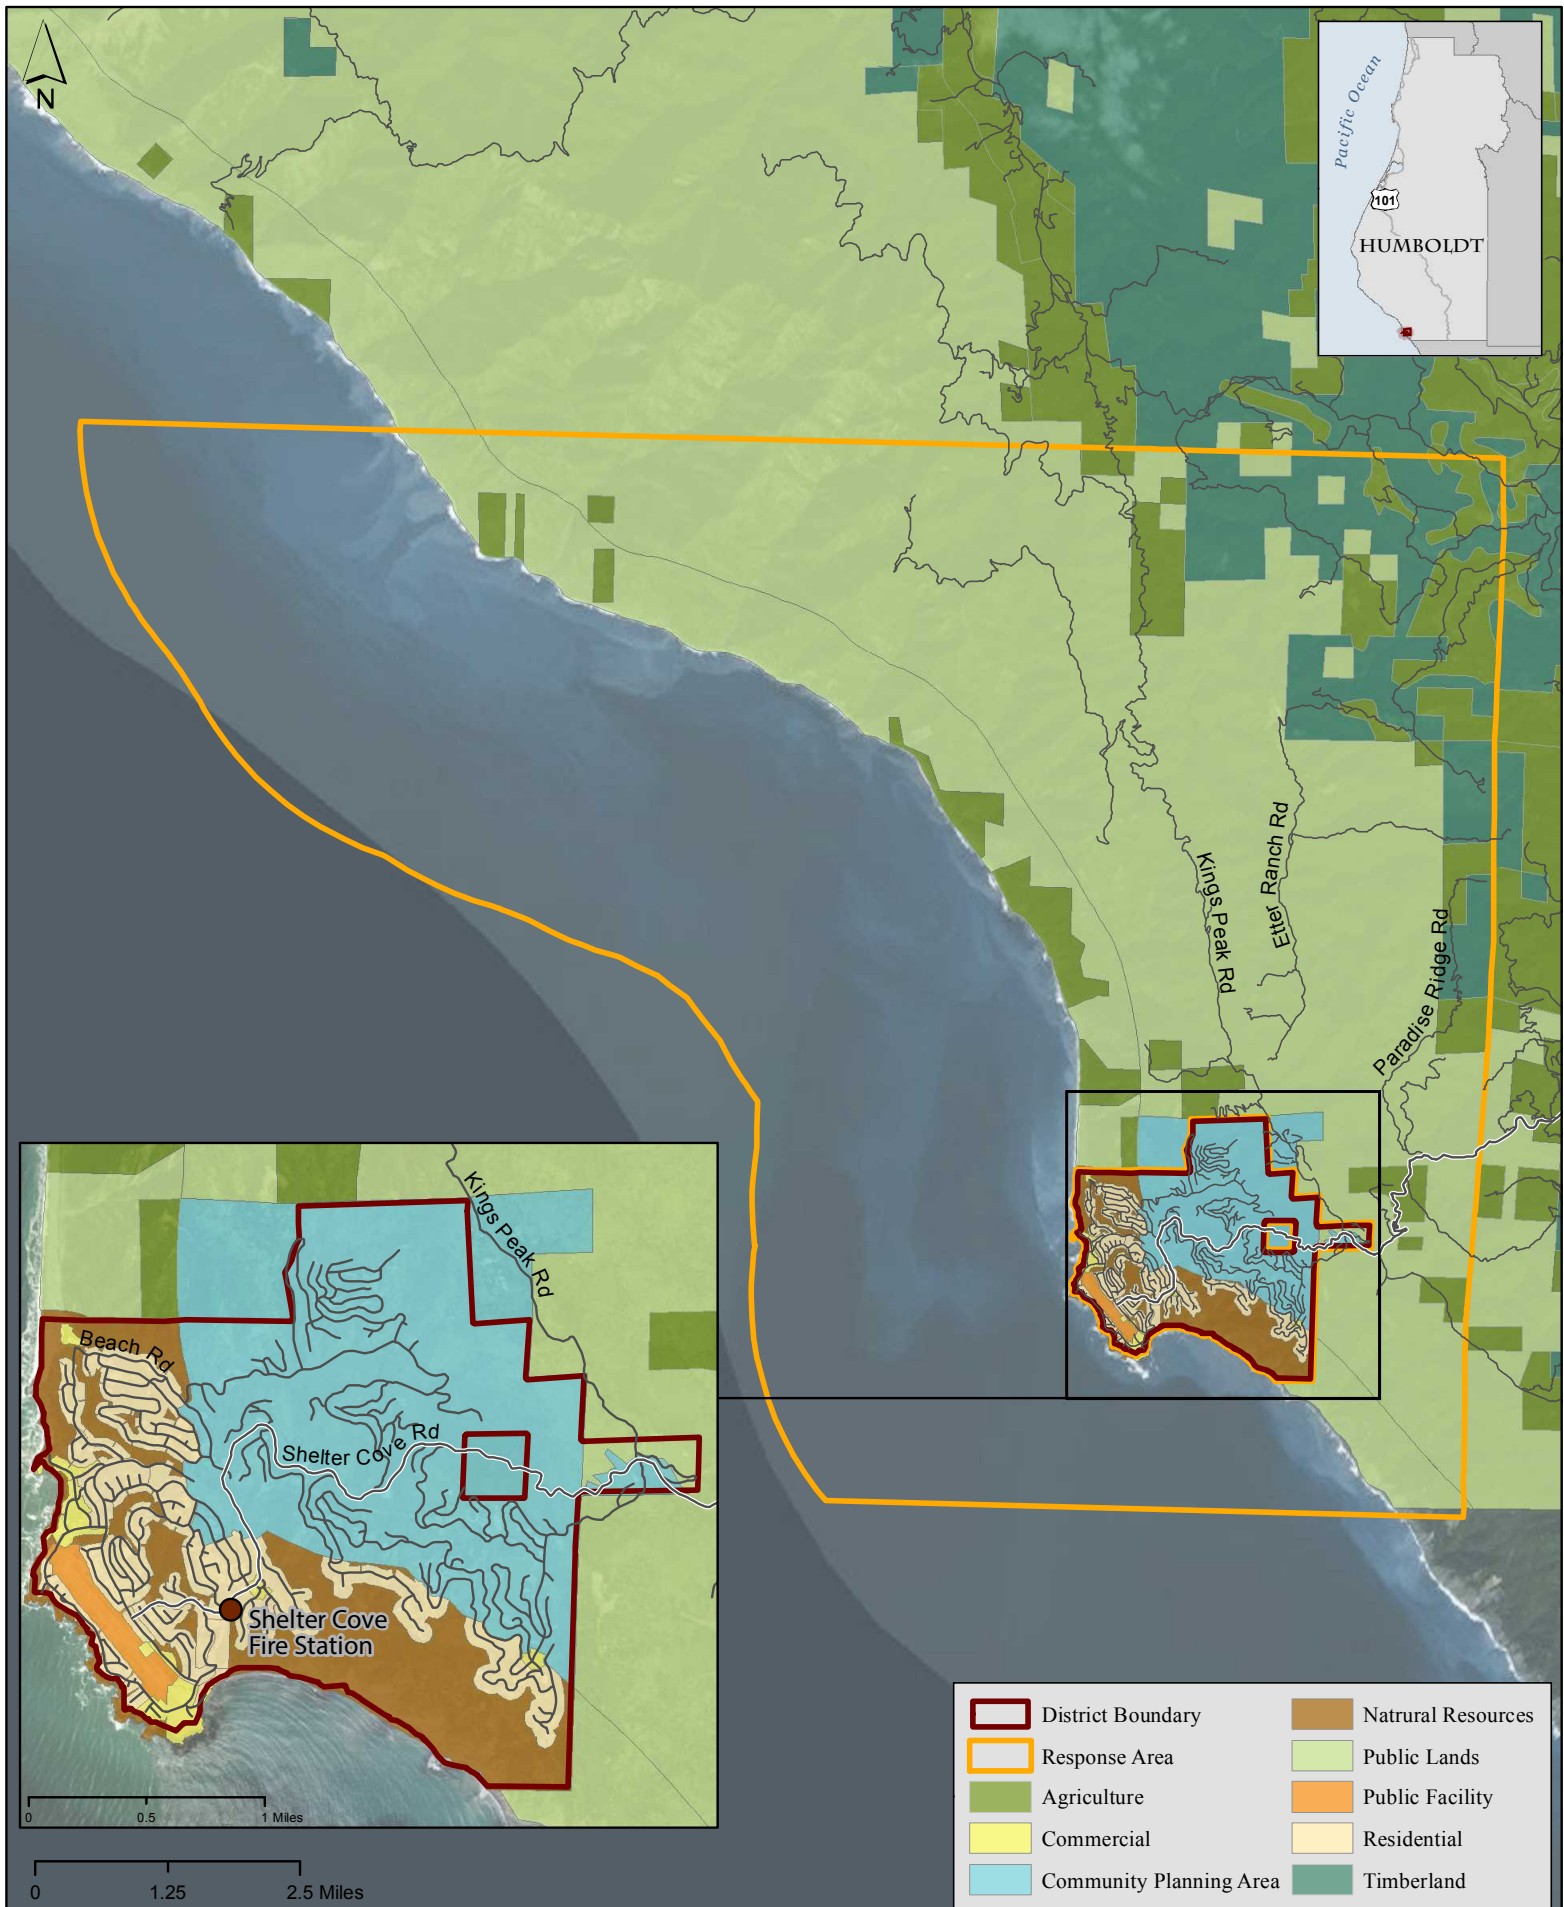 N
Pacific Ocean
101
HUMBOLDT
Kings Peak Rd
Etter Ranch Rd
Paradise Ridge Rd
Kings Peak Rd
Beach Rd
Shelter Cove Rd
Shelter Cove
Fire Station
0 0.5 1 Miles
0 1.25 2.5 Miles
District Boundary
Response Area
Agriculture
Commercial
Community Planning Area
Natrural Resources
Public Lands
Public Facility
Residential
Timberland